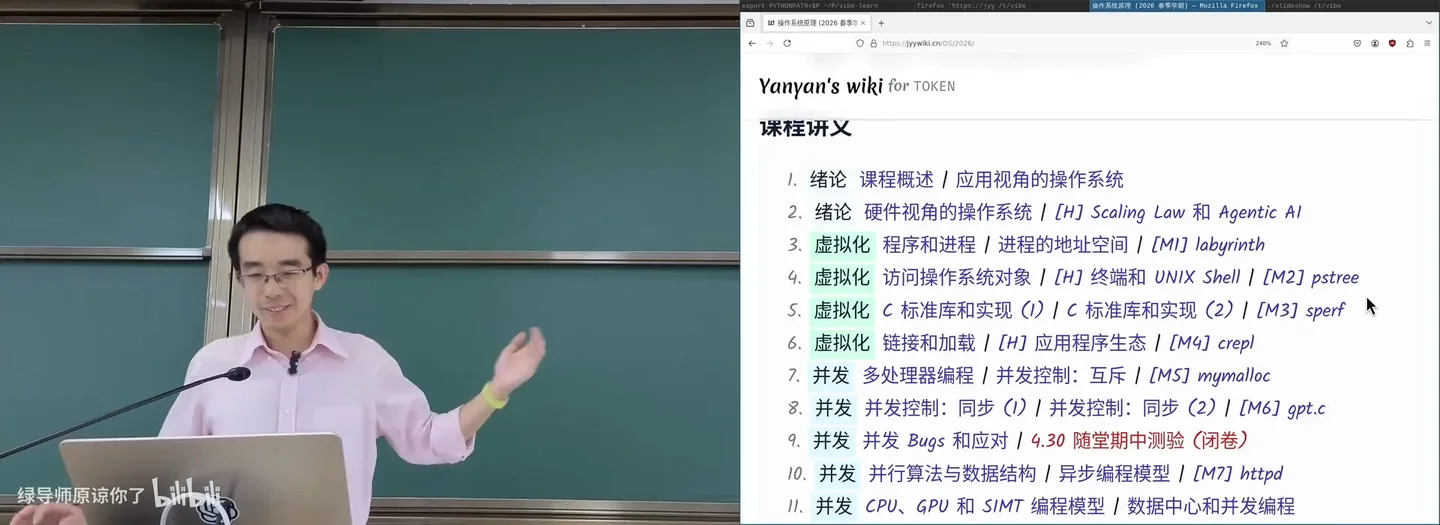 export PYTHONPATH=$P ~/P/vibe-learn
firefox 'https://jyy /t/vibe
操作系统原理 (2026 春季学期) — Mozilla Firefox
./slideshow /t/vibe
操作系统原理 (2026 春季学
https://jyywiki.cn/OS/2026/
240%
Yanyan's wiki for TOKEN
课程讲义
1. 绪论 课程概述 / 应用视角的操作系统
2. 绪论 硬件视角的操作系统 / [H] Scaling Law 和 Agentic AI
3. 虚拟化 程序和进程 / 进程的地址空间 / [M1] labyrinth
4. 虚拟化 访问操作系统对象 / [H] 终端和 UNIX Shell / [M2] pstree
5. 虚拟化 C 标准库和实现 (1) / C 标准库和实现 (2) / [M3] sperf
6. 虚拟化 链接和加载 / [H] 应用程序生态 / [M4] crepl
7. 并发 多处理器编程 / 并发控制：互斥 / [M5] mymalloc
8. 并发 并发控制：同步 (1) / 并发控制：同步 (2) / [M6] gpt.c
9. 并发 并发 Bugs 和应对 / 4.30 随堂期中测验 (闭卷)
10. 并发 并行算法与数据结构 / 异步编程模型 / [M7] httpd
11. 并发 CPU、GPU 和 SIMT 编程模型 / 数据中心和并发编程
绿导师原谅你了 bilibili